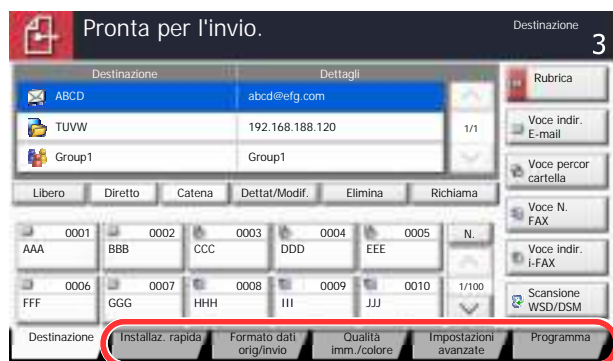 Pronta per l'invio.
Destinazione
3
Destinazione Dettagli
ABCD abcd@efg.com
TUVW 192.168.188.120
1/1
Group1 Group1
Libero Diretto Catena Dettat/Modif. Elimina Richiama
0001 0002 0003 0004 0005 N.
AAA BBB CCC DDD EEE
0006 0007 0008 0009 0010 1/100
FFF GGG HHH III JJJ
Rubrica
Voce indir.
E-mail
Voce percor
cartella
Voce N.
FAX
Voce indir.
i-FAX
Scansione
WSD/DSM
Destinazione
Installaz. rapida
Formato dati
orig/invio
Qualità
imm./colore
Impostazioni
avanzate
Programma